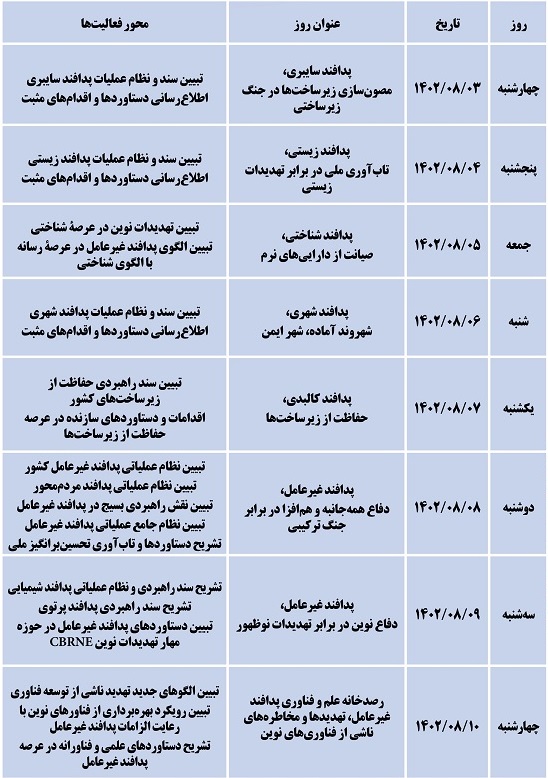 روز
تاریخ
عنوان روز
محور فعالیت‌ها
چهارشنبه
۱۴۰۲/۰۸/۰۳
پدافند سایبری،
مصون‌سازی زیرساخت‌ها در جنگ
زیرساختی
تبیین سند و نظام عملیات پدافند سایبری
اطلاع‌رسانی دستاوردها و اقدام‌های مثبت
پنجشنبه
۱۴۰۲/۰۸/۰۴
پدافند زیستی،
تاب‌آوری ملی در برابر تهدیدات
زیستی
تبیین سند و نظام عملیات پدافند زیستی
اطلاع‌رسانی دستاوردها و اقدام‌های مثبت
جمعه
۱۴۰۲/۰۸/۰۵
پدافند شناختی،
صیانت از دارایی‌های نرم
تبیین تهدیدات نوین در عرصهٔ شناختی
تبیین الگوی پدافند غیرعامل در عرصهٔ رسانه
با الگوی شناختی
شنبه
۱۴۰۲/۰۸/۰۶
پدافند شهری،
شهروند آماده، شهر ایمن
تبیین سند و نظام عملیات پدافند شهری
اطلاع‌رسانی دستاوردها و اقدام‌های مثبت
یکشنبه
۱۴۰۲/۰۸/۰۷
پدافند کالبدی،
حفاظت از زیرساخت‌ها
تبیین سند راهبردی حفاظت از
زیرساخت‌های کشور
اقدامات و دستاوردهای سازنده در عرصه
حفاظت از زیرساخت‌ها
دوشنبه
۱۴۰۲/۰۸/۰۸
پدافند غیرعامل،
دفاع همه‌جانبه و هم‌افزا در برابر
جنگ ترکیبی
تبیین نظام عملیاتی پدافند غیرعامل کشور
تبیین نظام عملیاتی پدافند مردم‌محور
تبیین نقش راهبردی بسیج در پدافند غیرعامل
تبیین نظام جامع عملیاتی پدافند غیرعامل
تشریح دستاوردها و تاب‌آوری تحسین‌برانگیز ملی
سه‌شنبه
۱۴۰۲/۰۸/۰۹
پدافند غیرعامل،
دفاع نوین در برابر تهدیدات نوظهور
تشریح سند راهبردی و نظام عملیاتی پدافند شیمیایی
تشریح سند راهبردی پدافند پرتوی
تبیین دستاوردهای پدافند غیرعامل در حوزه
مهار تهدیدات نوین CBRNE
چهارشنبه
۱۴۰۲/۰۸/۱۰
رصدخانه علم و فناوری پدافند
غیرعامل، تهدیدها و مخاطره‌های
ناشی از فناوری‌های نوین
تبیین الگوهای جدید تهدید ناشی از توسعه فناوری
تبیین رویکرد بهره‌برداری از فناورهای نوین با
رعایت الزامات پدافند غیرعامل
تشریح دستاوردهای علمی و فناورانه در عرصه
پدافند غیرعامل